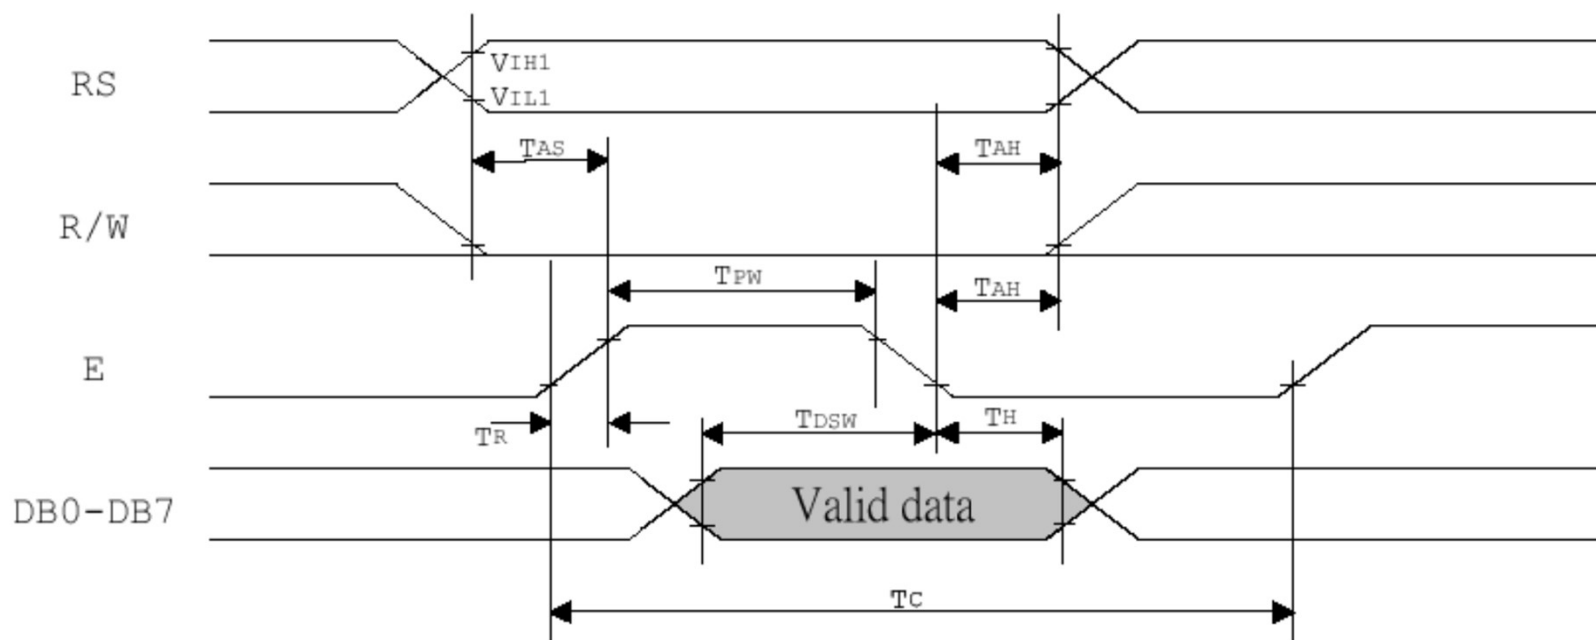 RS
VIH1
VIL1
TAS
TAH
R/W
TPW
TAH
E
TR
TDSW
TH
DB0-DB7
Valid data
TC